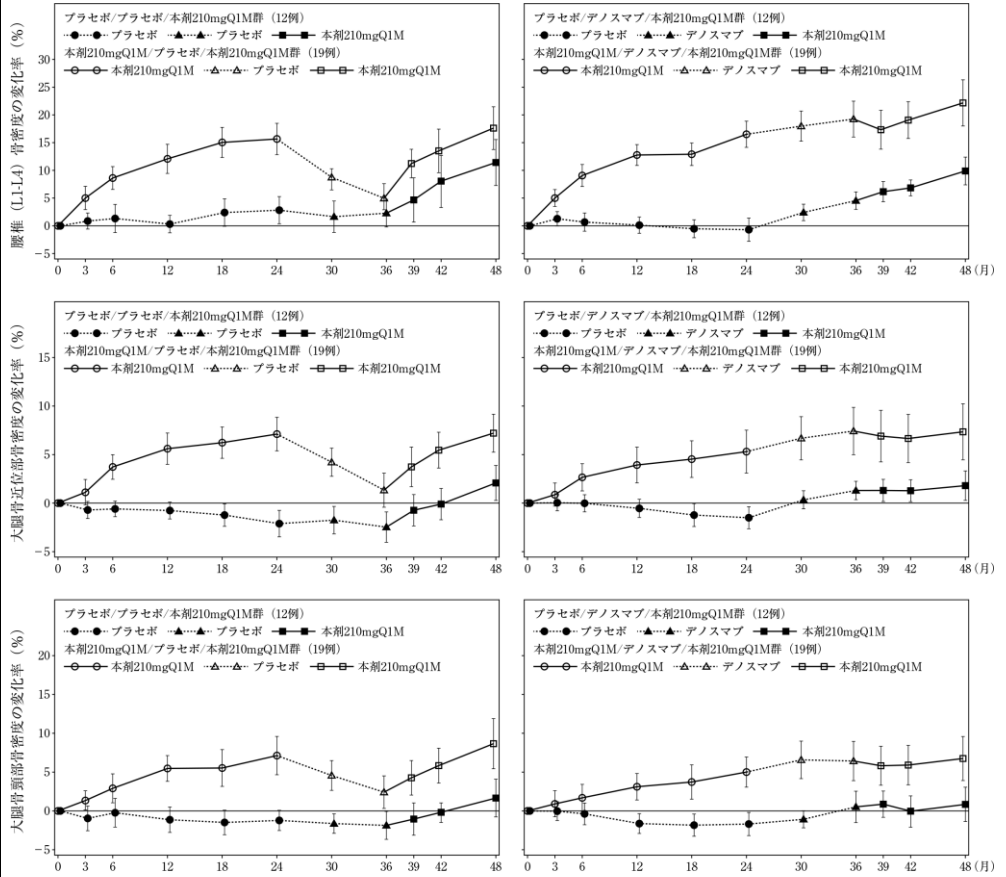 腰椎（L1-L4）骨密度の変化率（%）
プラセボ/プラセボ/本剤210mgQ1M群（12例）
プラセボ プラセボ 本剤210mgQ1M
本剤210mgQ1M/プラセボ/本剤210mgQ1M群（19例）
本剤210mgQ1M プラセボ 本剤210mgQ1M
30
25
20
15
10
5
0
−5
0 3 6 12 18 24 30 36 39 42 48
プラセボ/デノスマブ/本剤210mgQ1M群（12例）
プラセボ デノスマブ 本剤210mgQ1M
本剤210mgQ1M/デノスマブ/本剤210mgQ1M群（19例）
本剤210mgQ1M デノスマブ 本剤210mgQ1M
0 3 6 12 18 24 30 36 39 42 48(月)
大腿骨近位部骨密度の変化率（%）
プラセボ/プラセボ/本剤210mgQ1M群（12例）
プラセボ プラセボ 本剤210mgQ1M
本剤210mgQ1M/プラセボ/本剤210mgQ1M群（19例）
本剤210mgQ1M プラセボ 本剤210mgQ1M
15
10
5
0
−5
0 3 6 12 18 24 30 36 39 42 48
プラセボ/デノスマブ/本剤210mgQ1M群（12例）
プラセボ デノスマブ 本剤210mgQ1M
本剤210mgQ1M/デノスマブ/本剤210mgQ1M群（19例）
本剤210mgQ1M デノスマブ 本剤210mgQ1M
0 3 6 12 18 24 30 36 39 42 48(月)
大腿骨頸部骨密度の変化率（%）
プラセボ/プラセボ/本剤210mgQ1M群（12例）
プラセボ プラセボ 本剤210mgQ1M
本剤210mgQ1M/プラセボ/本剤210mgQ1M群（19例）
本剤210mgQ1M プラセボ 本剤210mgQ1M
20
15
10
5
0
−5
0 3 6 12 18 24 30 36 39 42 48
プラセボ/デノスマブ/本剤210mgQ1M群（12例）
プラセボ デノスマブ 本剤210mgQ1M
本剤210mgQ1M/デノスマブ/本剤210mgQ1M群（19例）
本剤210mgQ1M デノスマブ 本剤210mgQ1M
0 3 6 12 18 24 30 36 39 42 48(月)